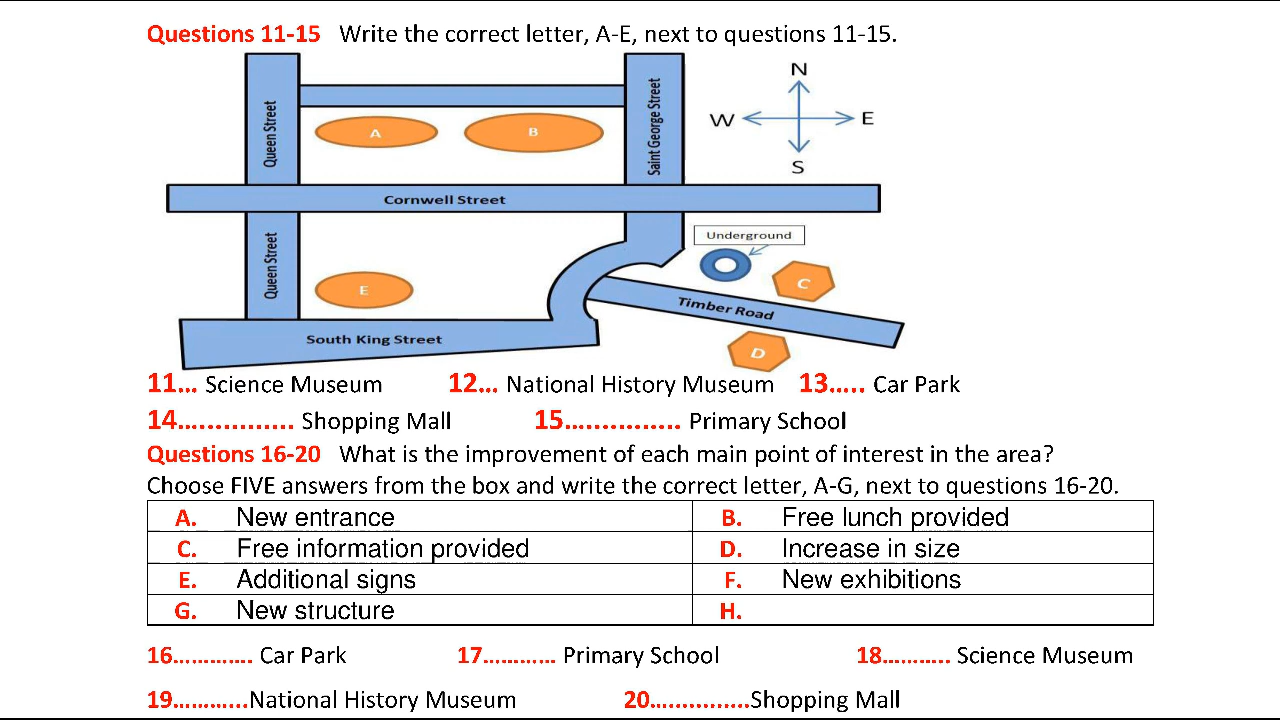 Questions 11-15 Write the correct letter, A-E, next to questions 11-15.
Queen Street
Saint George Street
N
W E
S
A
B
Cornwell Street
Queen Street
Underground
E
C
Timber Road
South King Street
D
11... Science Museum 12... National History Museum 13..... Car Park
14............... Shopping Mall 15............... Primary School
Questions 16-20 What is the improvement of each main point of interest in the area?
Choose FIVE answers from the box and write the correct letter, A-G, next to questions 16-20.
A. New entrance B. Free lunch provided
C. Free information provided D. Increase in size
E. Additional signs F. New exhibitions
G. New structure H.
16............. Car Park 17............ Primary School 18........... Science Museum
19............National History Museum 20...............Shopping Mall